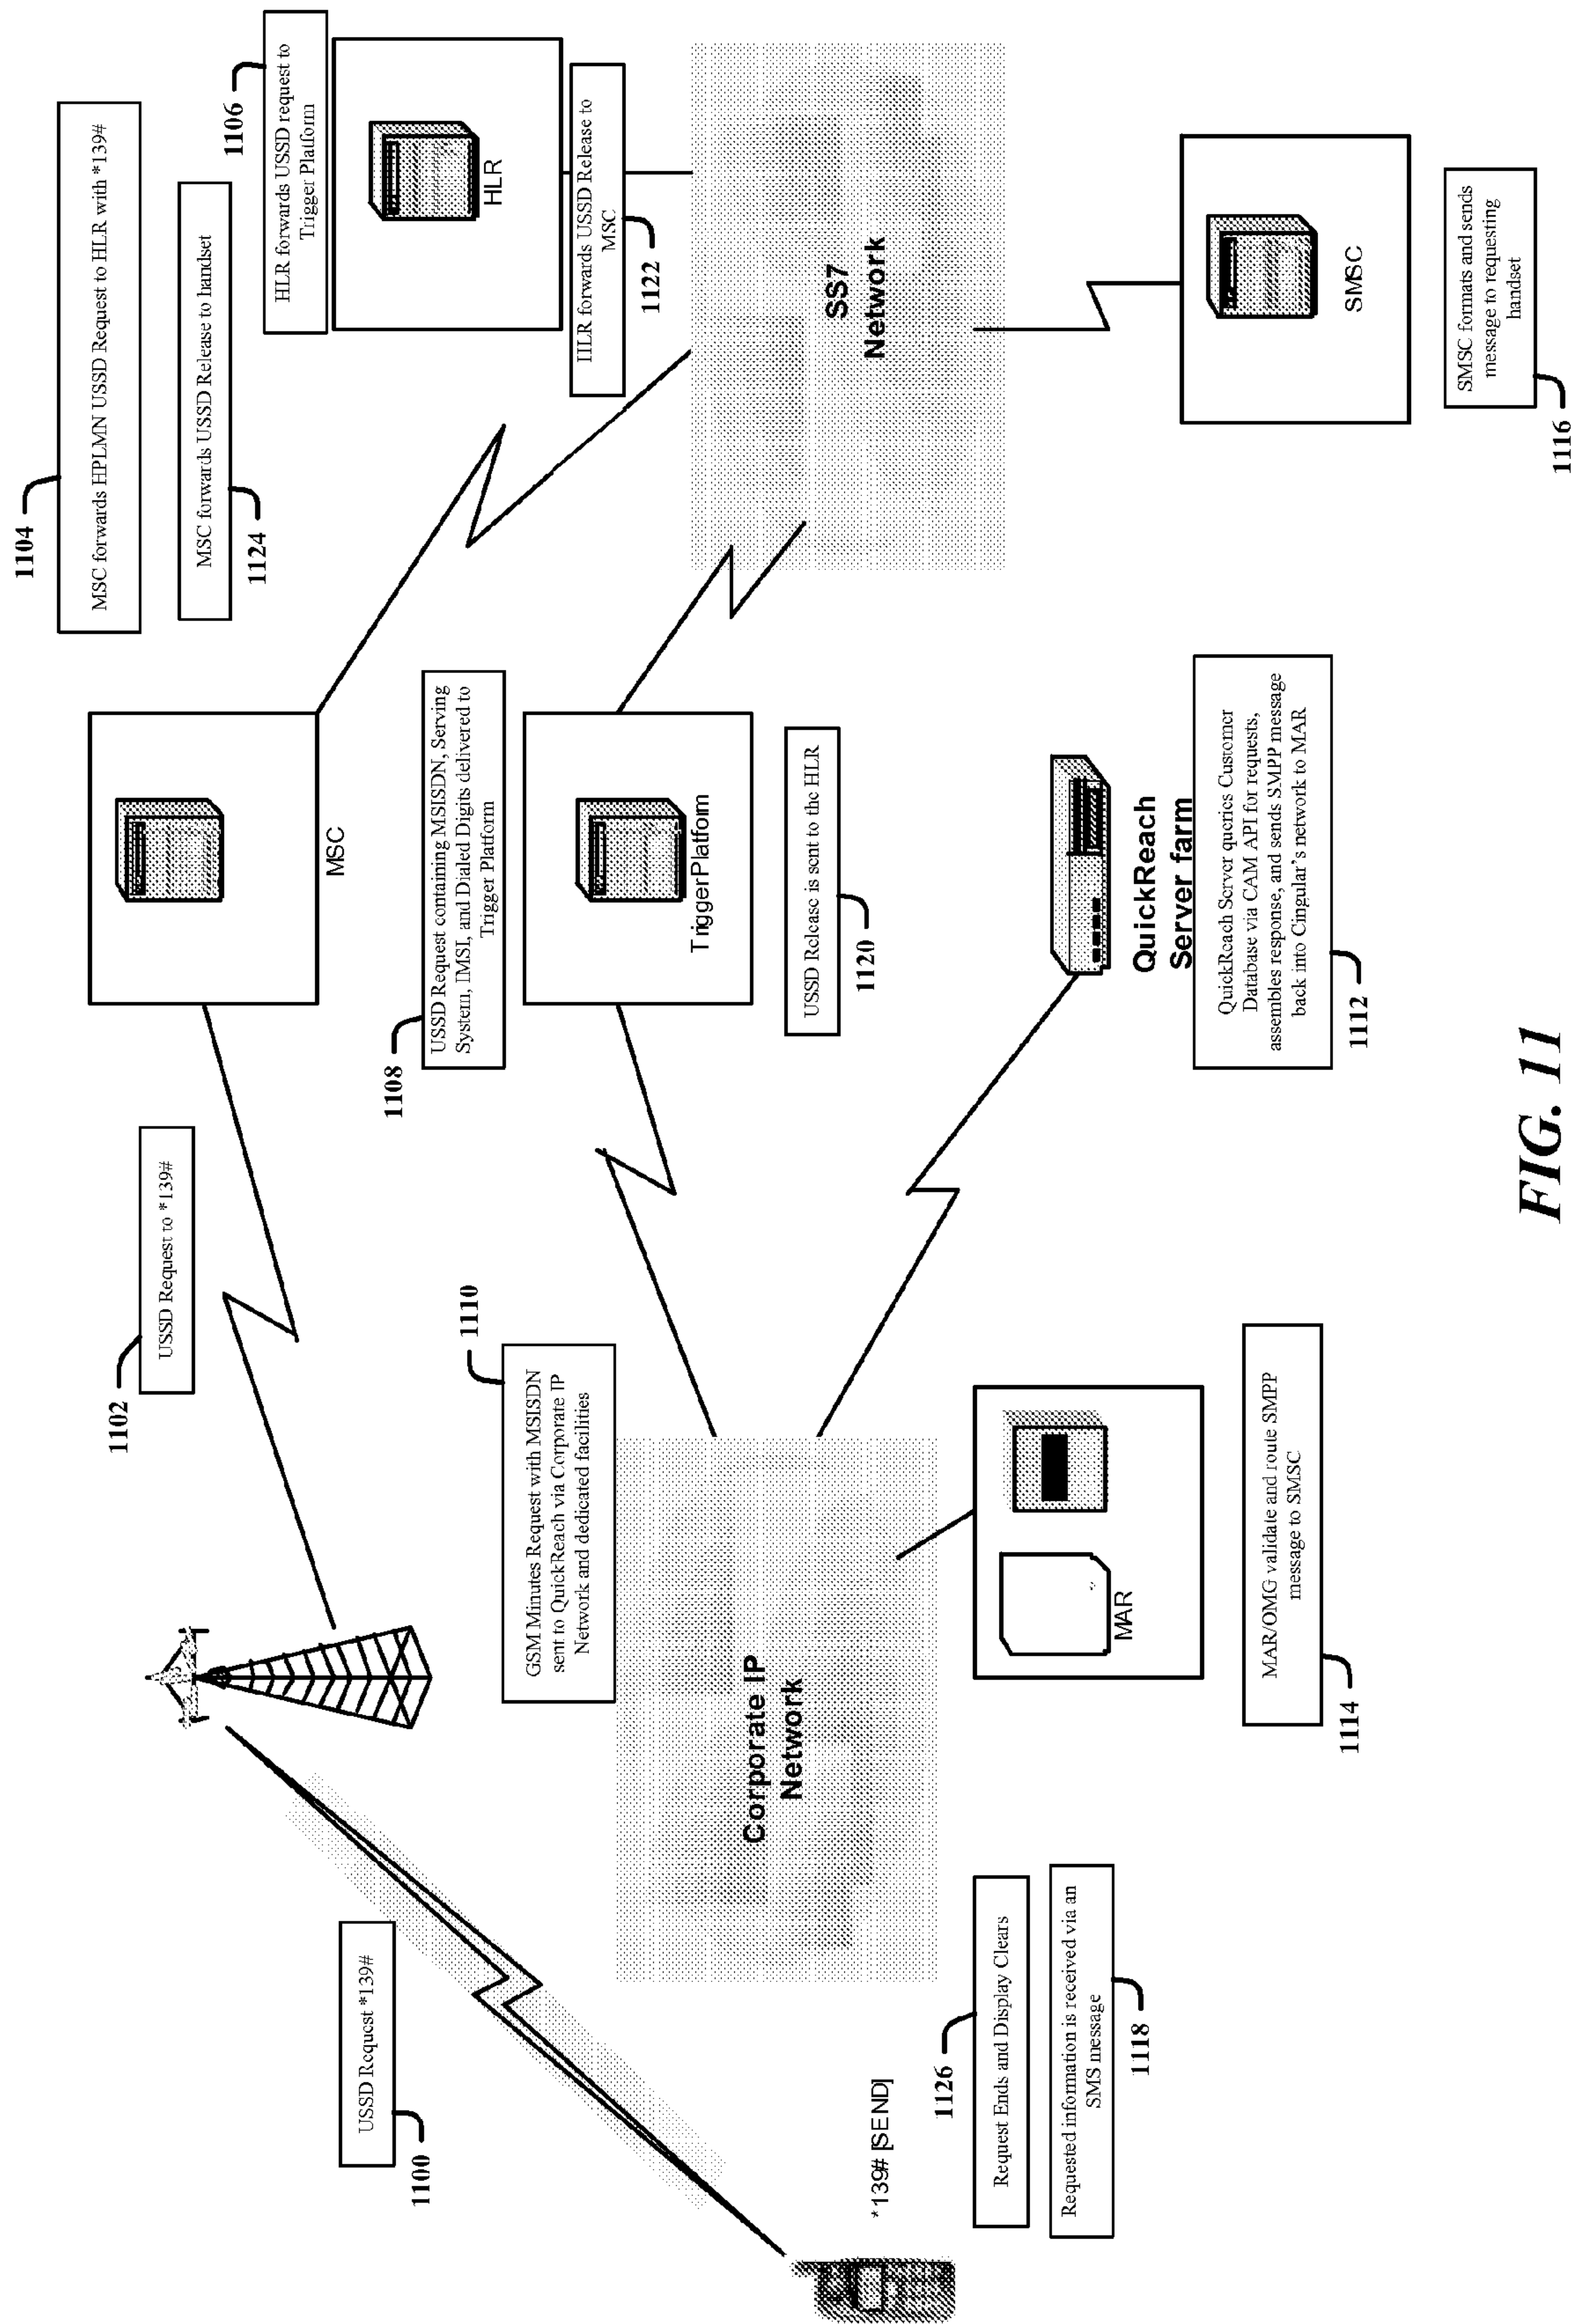 1104
MSC forwards HPLMN USSD Request to HLR with *139#
MSC forwards USSD Release to handset
1124
1106
HLR forwards USSD request to
Trigger Platform
HLR
HLR forwards USSD Release to
MSC
1122
1102
USSD Request to *139#
MSC
1100
USSD Request *139#
1108
USSD Request containing MSISDN, Serving
System, IMSI, and Dialed Digits delivered to
Trigger Platform
TriggerPlatform
USSD Release is sent to the HLR
1120
SS7
Network
1110
GSM Minutes Request with MSISDN
sent to QuickReach via Corporate IP
Network and dedicated facilities
Corporate IP
Network
*139# [SEND]
1126
Request Ends and Display Clears
Requested information is received via an
SMS message
1118
MAR
MAR/OMG validate and route SMPP
message to SMSC
1114
QuickReach
Server farm
QuickReach Server queries Customer
Database via CAM API for requests,
assembles response, and sends SMPP message
back into Cingular's network to MAR
1112
SMSC
SMSC formats and sends
message to requesting
handset
1116
FIG. 11